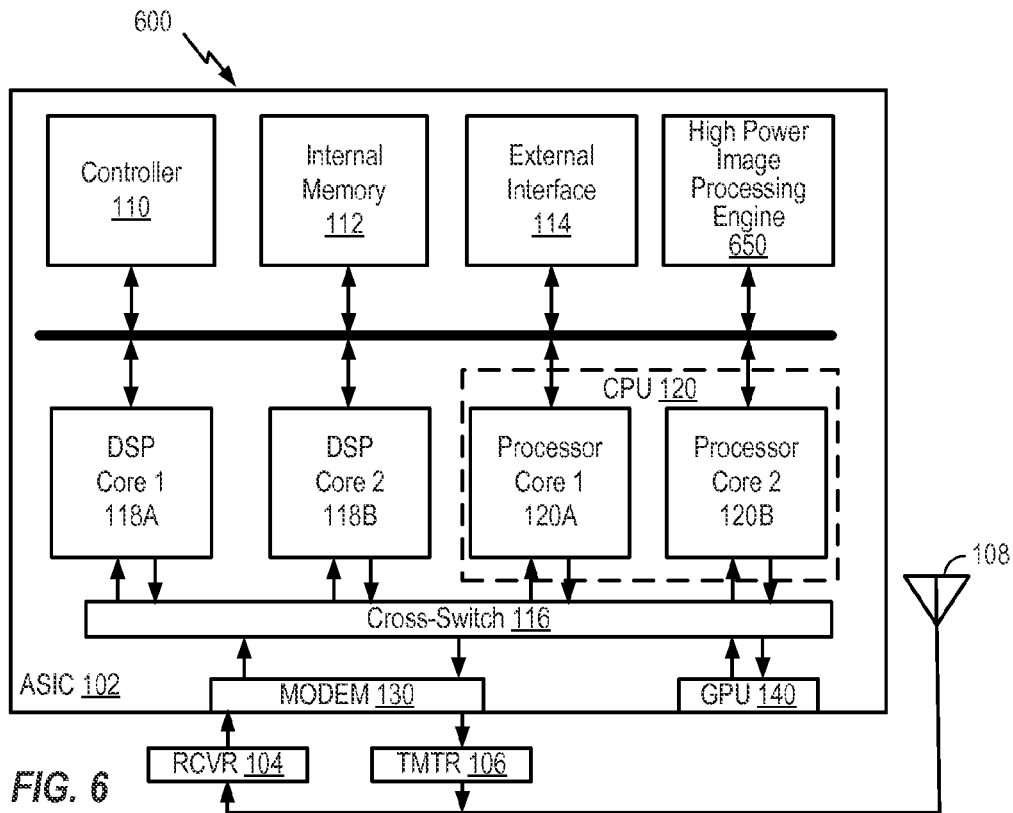 600
Controller
110
Internal
Memory
112
External
Interface
114
High Power
Image
Processing
Engine
650
CPU 120
DSP
Core 1
118A
DSP
Core 2
118B
Processor
Core 1
120A
Processor
Core 2
120B
108
Cross-Switch 116
ASIC 102
MODEM 130
GPU 140
RCVR 104
TMTR 106
FIG. 6